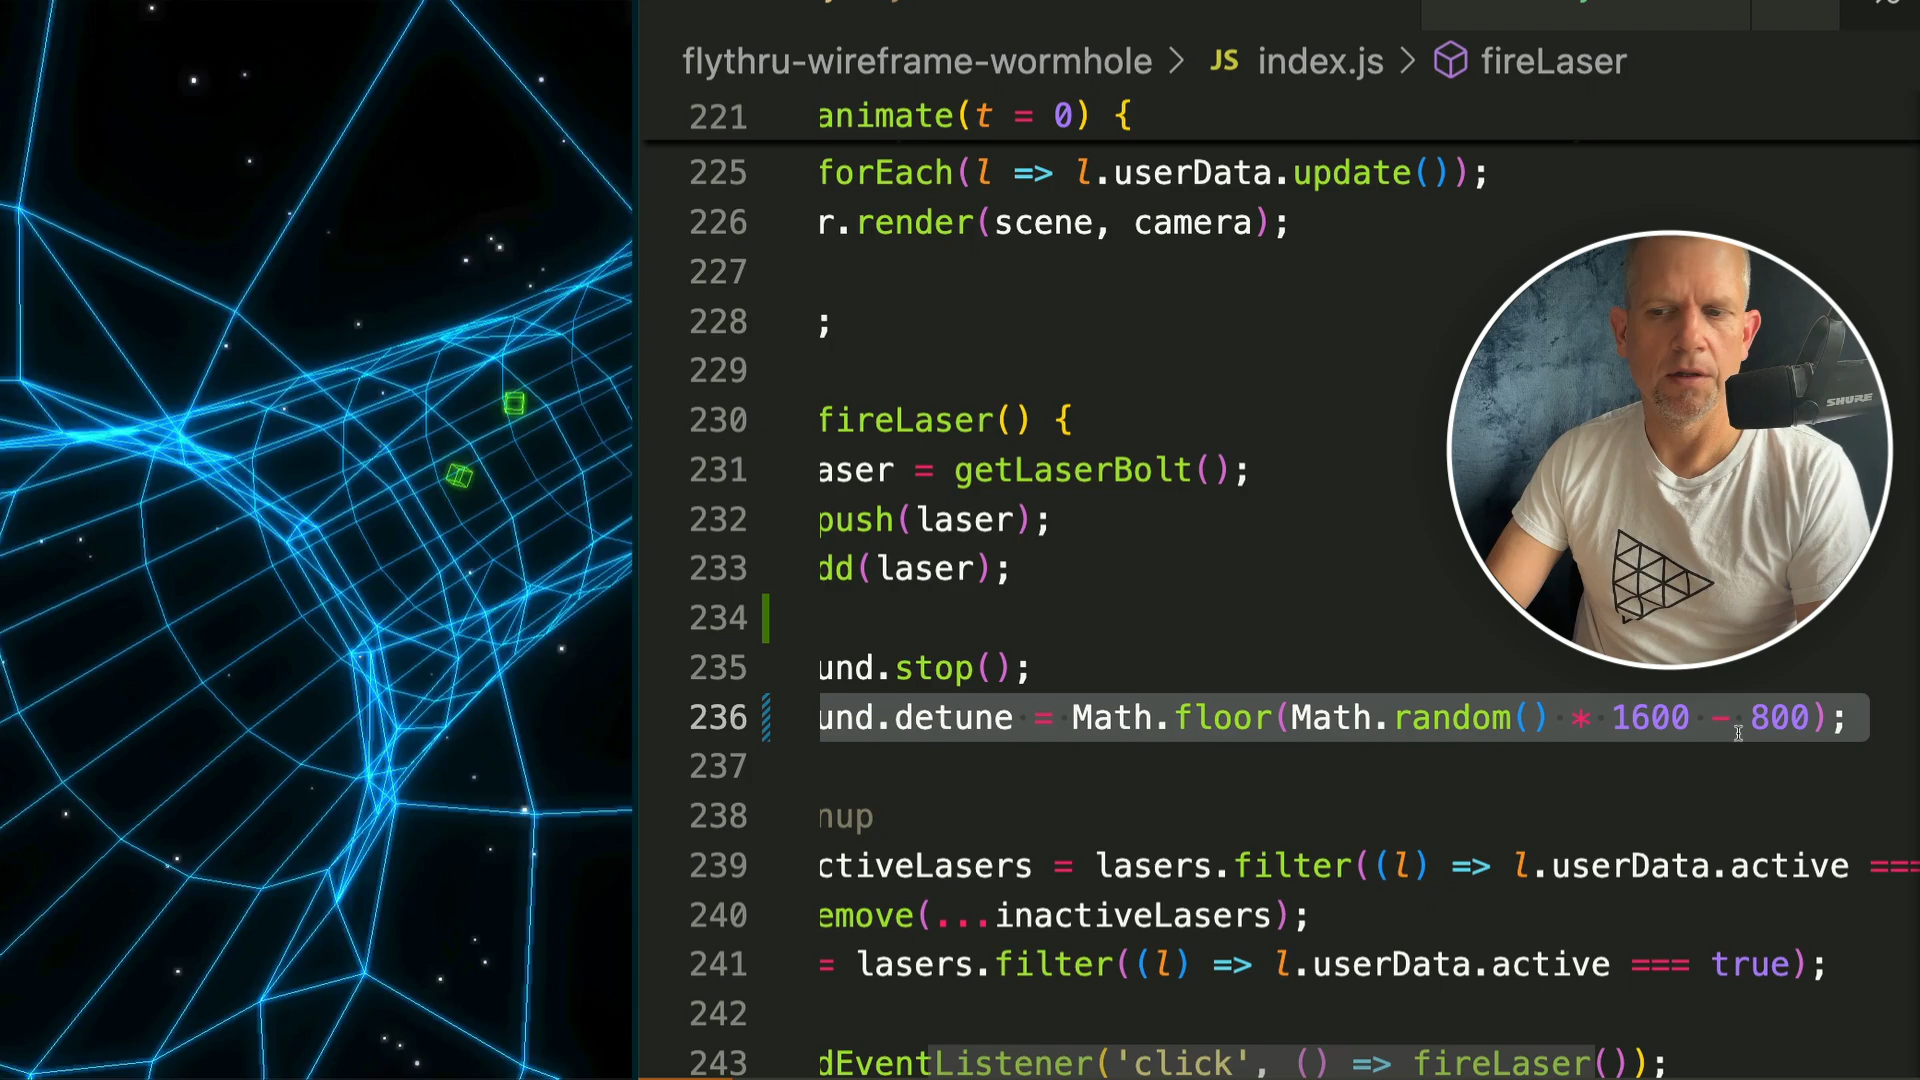 flythru-wireframe-wormhole > JS index.js > fireLaser
221 animate(t = 0) {
225 forEach(l => l.userData.update());
226 r.render(scene, camera);
227
228 ;
229
230 fireLaser() {
231 aser = getLaserBolt();
232 push(laser);
233 dd(laser);
234
235 und.stop();
236 und.detune = Math.floor(Math.random() * 1600 - 800);
237
238 nup
239 ctiveLasers = lasers.filter((l) => l.userData.active ===
240 emove(...inactiveLasers);
241 = lasers.filter((l) => l.userData.active === true);
242
243 dEventListener('click', () => fireLaser());
SHURE